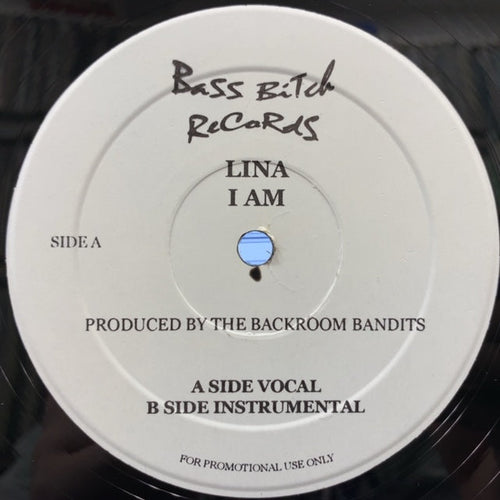 BaSS BiTch
ReCoRdS
LINA
I AM
SIDE A
PRODUCED BY THE BACKROOM BANDITS
A SIDE VOCAL
B SIDE INSTRUMENTAL
FOR PROMOTIONAL USE ONLY